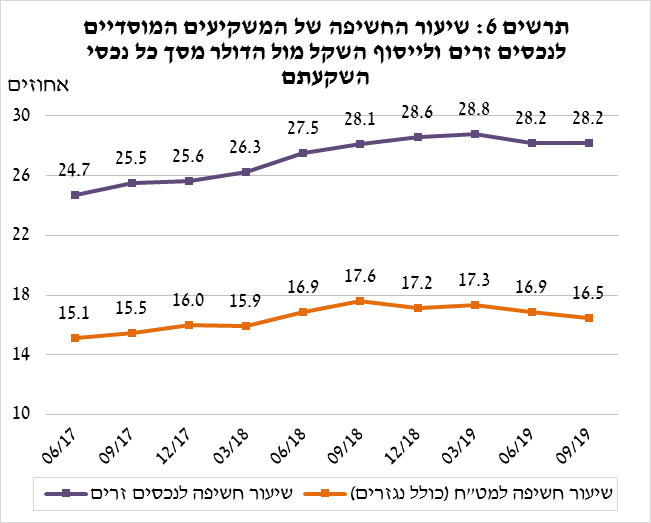 תרשים 6: שיעור החשיפה של המשקיעים המוסדיים
לנכסים זרים ולייסוף השקל מול הדולר מסך כל נכסי
השקעתם
אחוזים
30
26
22
18
14
10
24.7 25.5 25.6 26.3 27.5 28.1 28.6 28.8 28.2 28.2
15.1 15.5 16.0 15.9 16.9 17.6 17.2 17.3 16.9 16.5
06/17 09/17 12/17 03/18 06/18 09/18 12/18 03/19 06/19 09/19
שיעור חשיפה למט"ח (כולל נגזרים) שיעור חשיפה לנכסים זרים